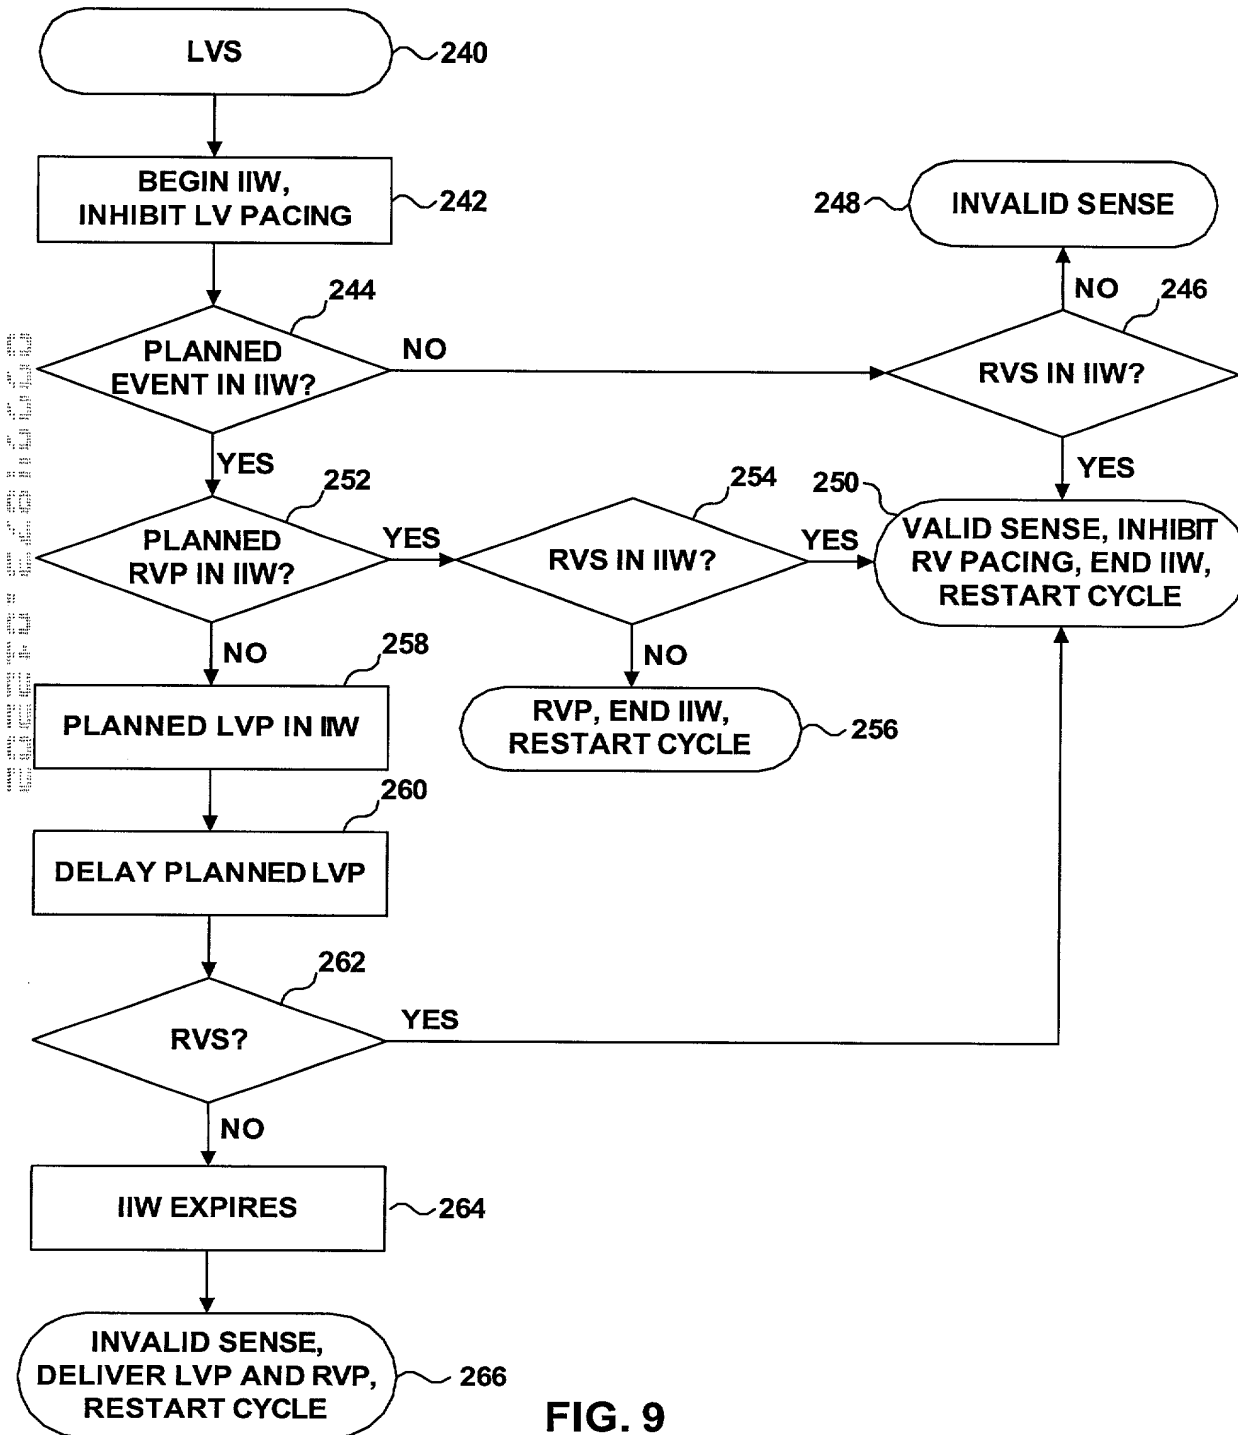 LVS
240
BEGIN IIW,
INHIBIT LV PACING
242
248
INVALID SENSE
244
NO
246
PLANNED
EVENT IN IIW?
NO
RVS IN IIW?
YES
252
254
250
YES
PLANNED
RVP IN IIW?
YES
RVS IN IIW?
YES
VALID SENSE, INHIBIT
RV PACING, END IIW,
RESTART CYCLE
NO
258
NO
PLANNED LVP IN IIW
RVP, END IIW,
RESTART CYCLE
256
260
DELAY PLANNED LVP
262
RVS?
YES
NO
IIW EXPIRES
264
INVALID SENSE,
DELIVER LVP AND RVP,
RESTART CYCLE
266
FIG. 9